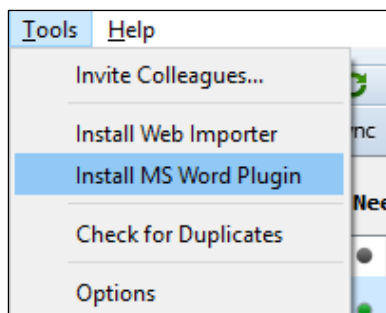 Tools Help
Invite Colleagues...
Install Web Importer
Install MS Word Plugin
Check for Duplicates
Options